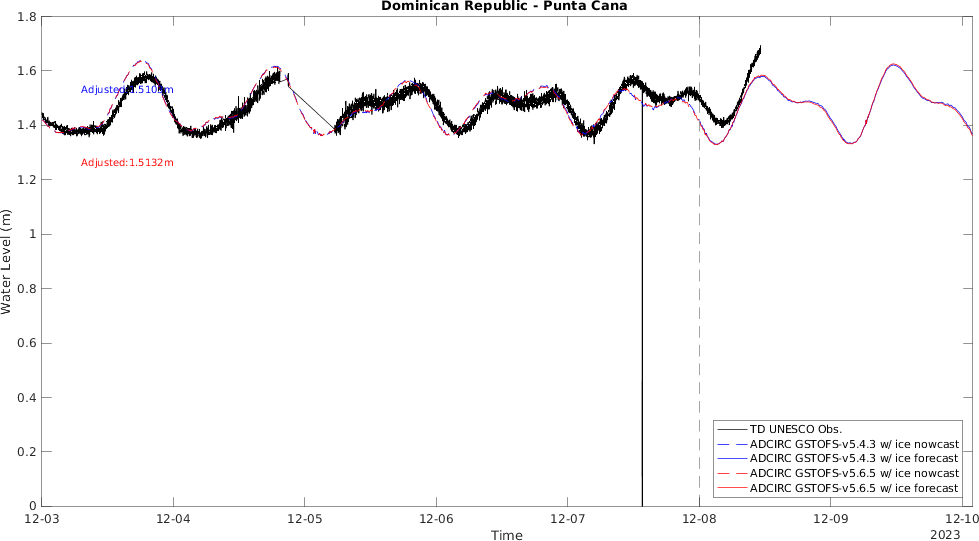 Dominican Republic - Punta Cana
Water Level (m)
1.8
1.6
1.4
1.2
1
0.8
0.6
0.4
0.2
0
Adjusted:1.5132m
TD UNESCO Obs.
ADCIRC GSTOFS-v5.4.3 w/ ice nowcast
ADCIRC GSTOFS-v5.4.3 w/ ice forecast
ADCIRC GSTOFS-v5.6.5 w/ ice nowcast
ADCIRC GSTOFS-v5.6.5 w/ ice forecast
12-03 12-04 12-05 12-06 12-07 12-08 12-09 12-10
Time
2023